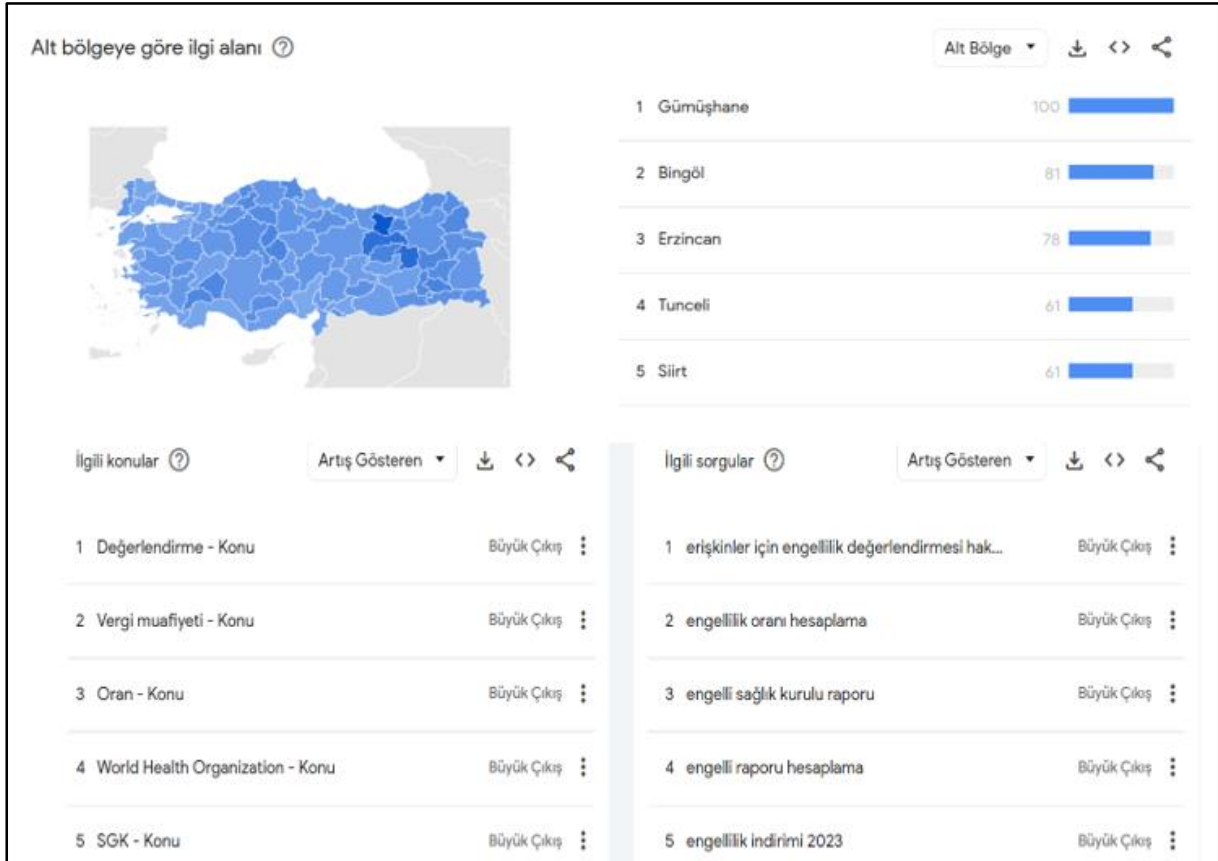 Alt bölgeye göre ilgi alanı
Alt Bölge
1 Gümüşhane 100
2 Bingöl 81
3 Erzincan 78
4 Tunceli 61
5 Siirt 61
İlgili konular
Artış Gösteren
1 Değerlendirme - Konu Büyük Çıkış
2 Vergi muafiyeti - Konu Büyük Çıkış
3 Oran - Konu Büyük Çıkış
4 World Health Organization - Konu Büyük Çıkış
5 SGK - Konu Büyük Çıkış
İlgili sorgular
Artış Gösteren
1 erişkinler için engellilik değerlendirmesi hak... Büyük Çıkış
2 engellilik oranı hesaplama Büyük Çıkış
3 engelli sağlık kurulu raporu Büyük Çıkış
4 engelli raporu hesaplama Büyük Çıkış
5 engellilik indirimi 2023 Büyük Çıkış